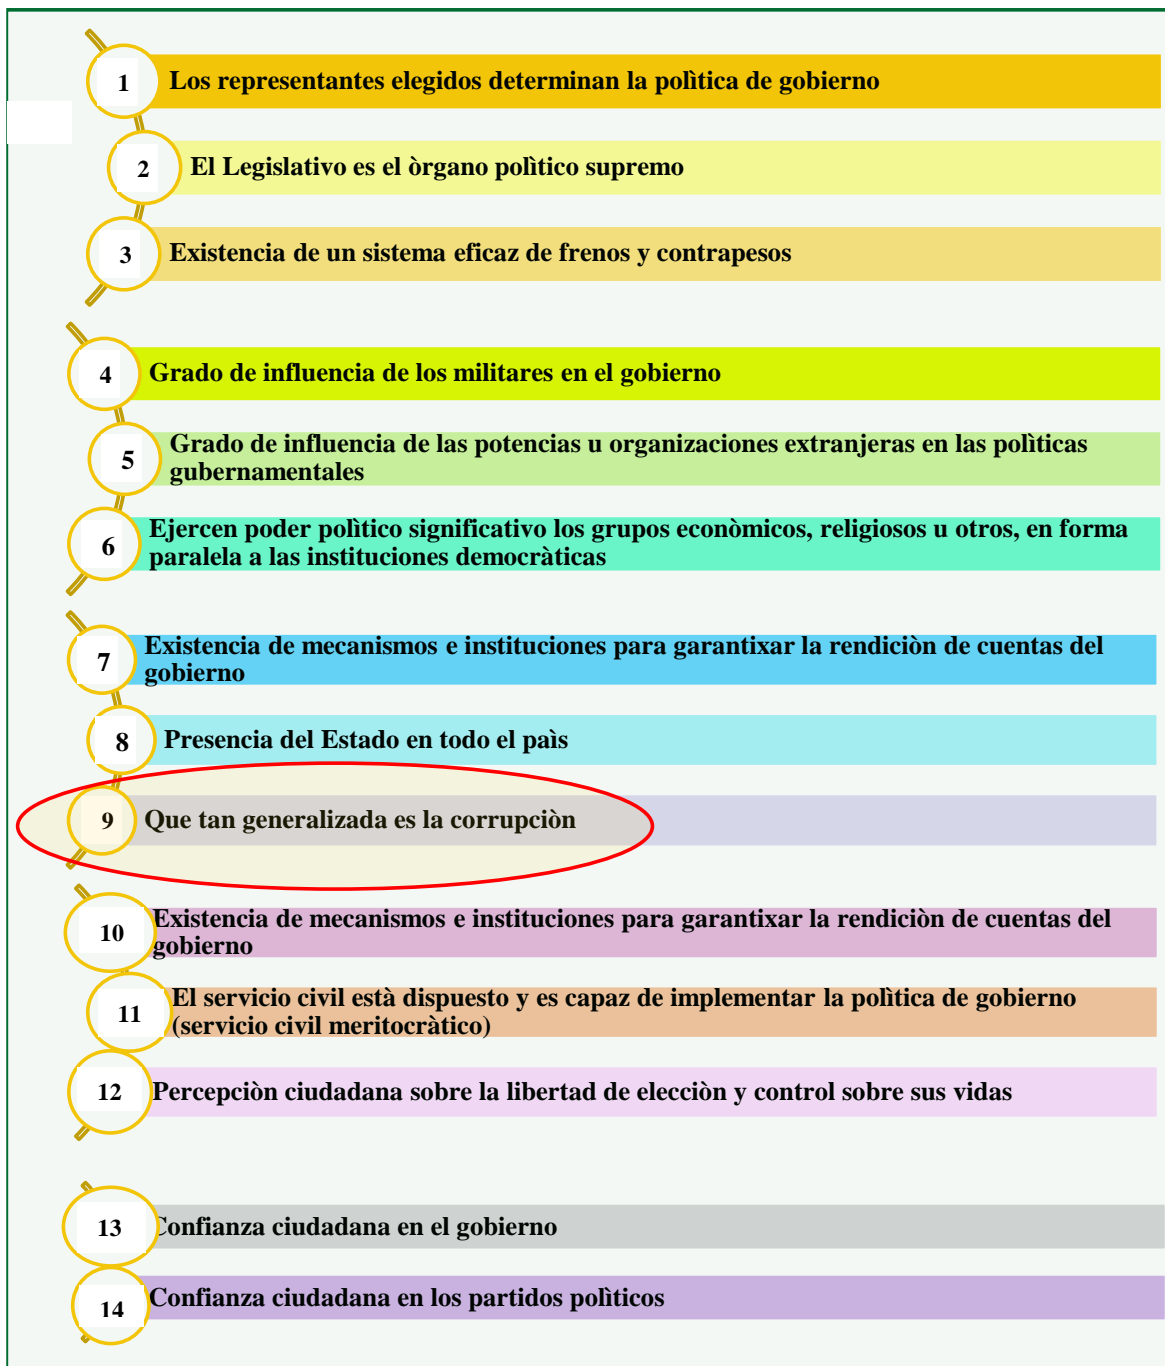 1 Los representantes elegidos determinan la polìtica de gobierno
2 El Legislativo es el òrgano polìtico supremo
3 Existencia de un sistema eficaz de frenos y contrapesos
4 Grado de influencia de los militares en el gobierno
5 Grado de influencia de las potencias u organizaciones extranjeras en las polìticas
gubernamentales
6 Ejercen poder polìtico significativo los grupos econòmicos, religiosos u otros, en forma
paralela a las instituciones democràticas
7 Existencia de mecanismos e instituciones para garantixar la rendiciòn de cuentas del
gobierno
8 Presencia del Estado en todo el paìs
9 Que tan generalizada es la corrupciòn
10 Existencia de mecanismos e instituciones para garantixar la rendiciòn de cuentas del
gobierno
11 El servicio civil està dispuesto y es capaz de implementar la polìtica de gobierno
(servicio civil meritocràtico)
12 Percepciòn ciudadana sobre la libertad de elecciòn y control sobre sus vidas
13 Confianza ciudadana en el gobierno
14 Confianza ciudadana en los partidos polìticos